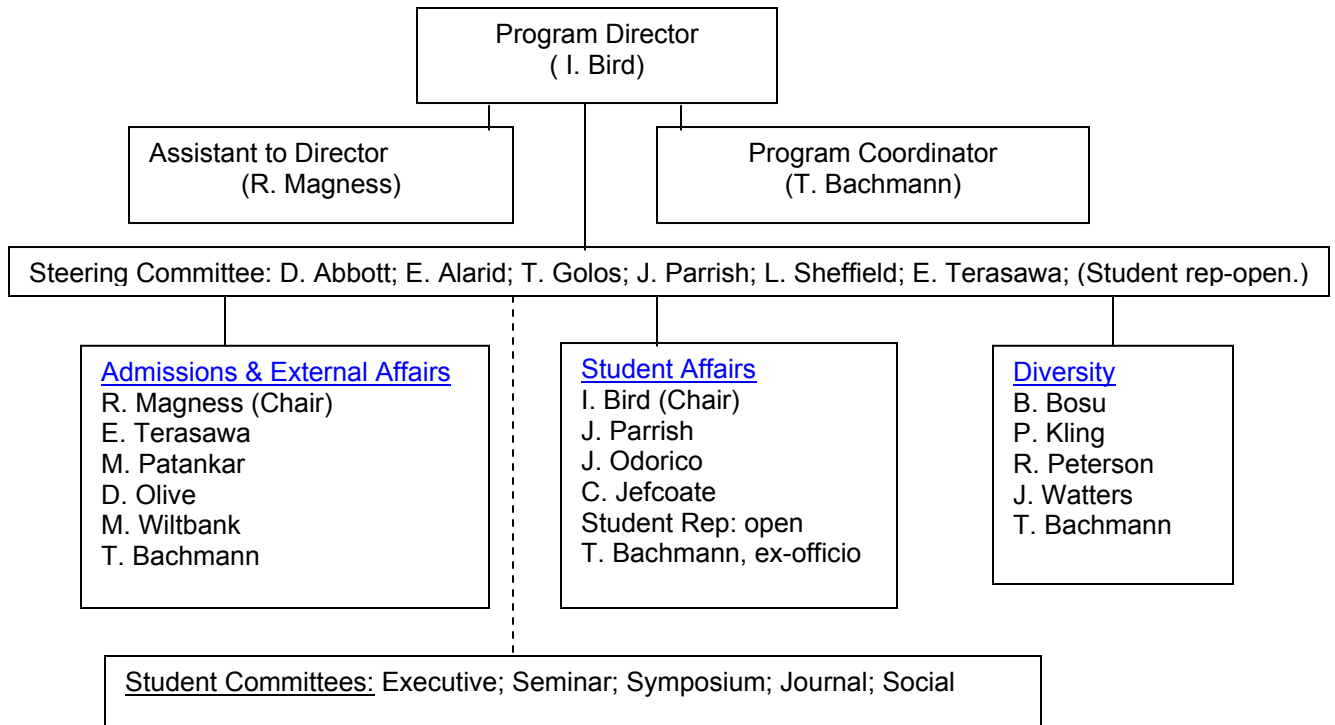 Program Director
( I. Bird)
Assistant to Director
(R. Magness)
Program Coordinator
(T. Bachmann)
Steering Committee: D. Abbott; E. Alarid; T. Golos; J. Parrish; L. Sheffield; E. Terasawa; (Student rep-open.)
Admissions & External Affairs
R. Magness (Chair)
E. Terasawa
M. Patankar
D. Olive
M. Wiltbank
T. Bachmann
Student Affairs
I. Bird (Chair)
J. Parrish
J. Odorico
C. Jefcoate
Student Rep: open
T. Bachmann, ex-officio
Diversity
B. Bosu
P. Kling
R. Peterson
J. Watters
T. Bachmann
Student Committees: Executive; Seminar; Symposium; Journal; Social